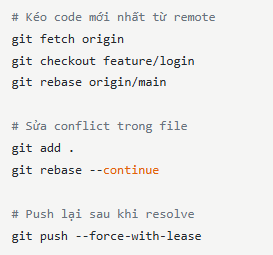 # Kéo code mới nhất từ remote
git fetch origin
git checkout feature/login
git rebase origin/main
# Sửa conflict trong file
git add .
git rebase --continue
# Push lại sau khi resolve
git push --force-with-lease